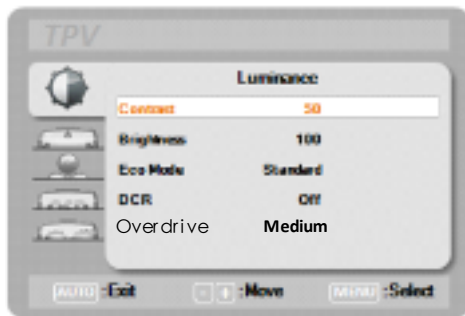 TPV
Luminance
Contrast 50
Brightness 100
Eco Mode Standard
DCR Off
Overdrive Medium
AUTO :Exit - + :Move MENU :Select